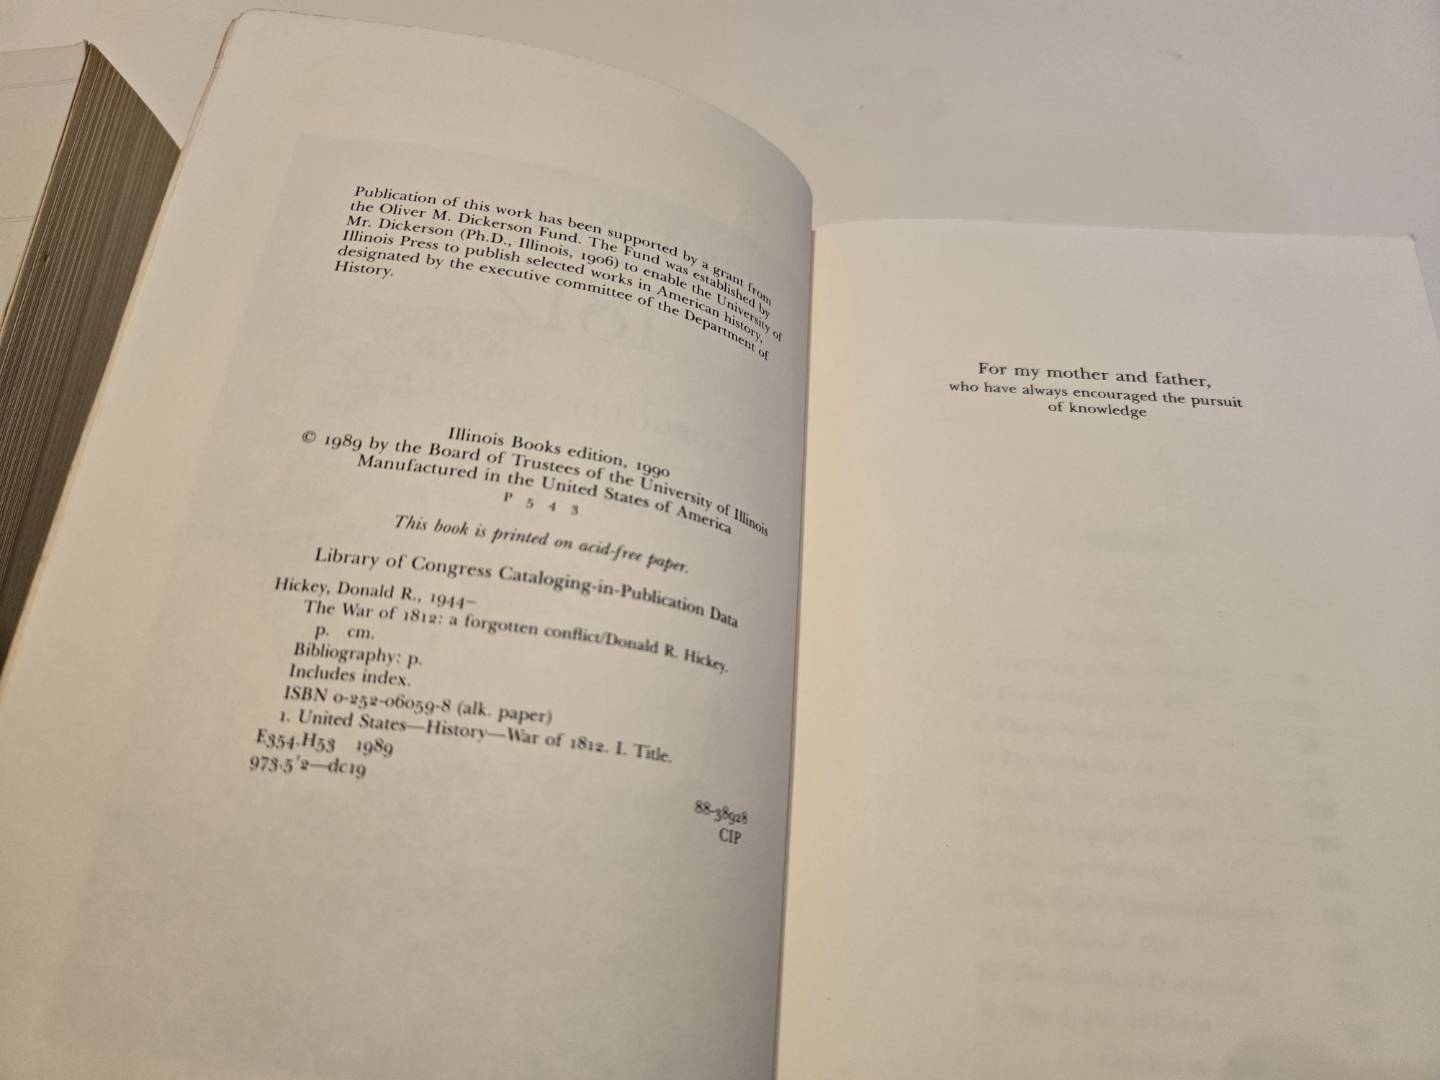 Publication of this work has been supported by a grant from
the Oliver M. Dickerson Fund. The Fund was established by
Mr. Dickerson (Ph.D., Illinois, 1906) to enable the University of
Illinois Press to publish selected works in American history,
designated by the executive committee of the Department of
History.
Illinois Books edition, 1990
© 1989 by the Board of Trustees of the University of Illinois
Manufactured in the United States of America
P 5 4 3
This book is printed on acid-free paper.
Library of Congress Cataloging-in-Publication Data
Hickey, Donald R., 1944–
The War of 1812: a forgotten conflict/Donald R. Hickey.
p. cm.
Bibliography: p.
Includes index.
ISBN 0-252-06059-8 (alk. paper)
1. United States—History—War of 1812. I. Title.
E354.H53 1989
973.5'2—dc19
88-38928
CIP
For my mother and father,
who have always encouraged the pursuit
of knowledge